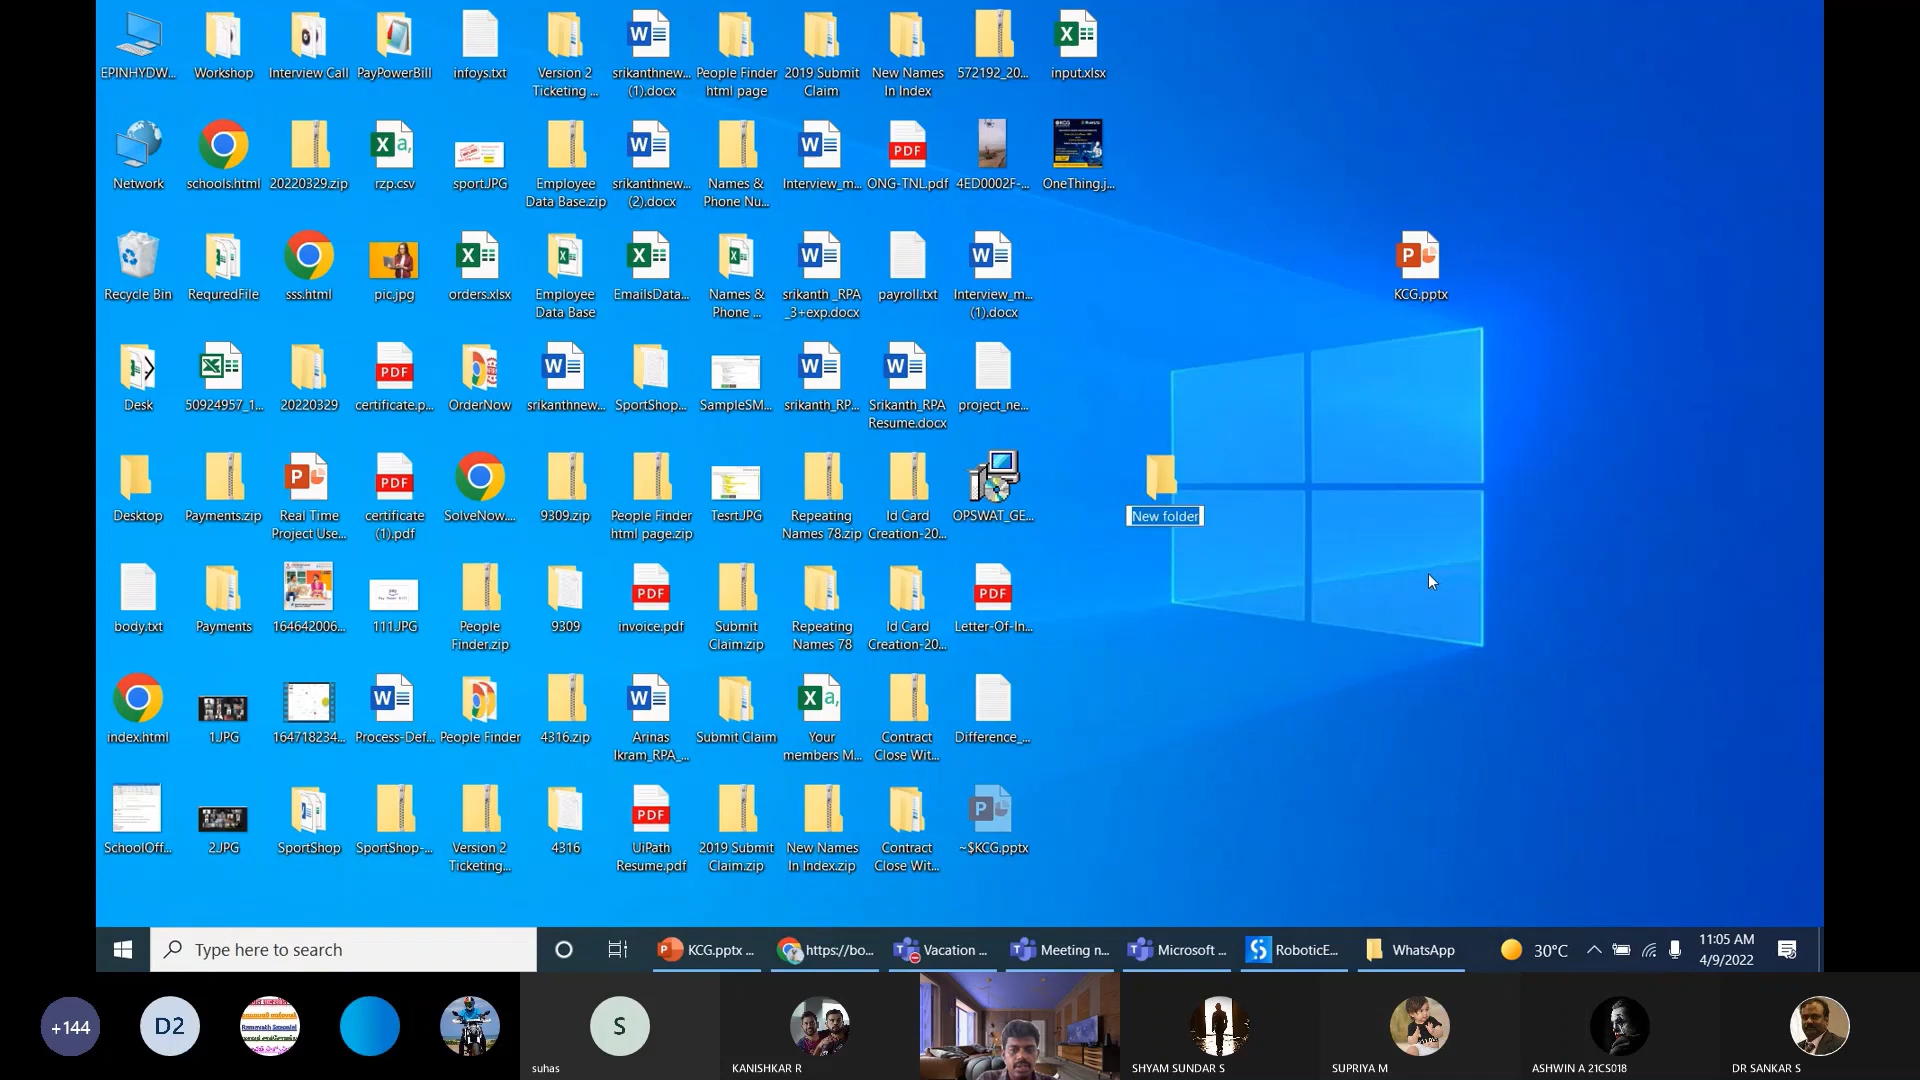 EPINHYDW...
Workshop
Interview Call
PayPowerBill
infoys.txt
Version 2
Ticketing ...
srikanthnew...
(1).docx
People Finder
html page
2019 Submit
Claim
New Names
In Index
572192_20...
input.xlsx
Network
schools.html
20220329.zip
rzp.csv
sport.JPG
Employee
Data Base.zip
srikanthnew...
(2).docx
Names &
Phone Nu...
Interview_m...
ONG-TNL.pdf
4ED0002F-...
OneThing.j...
Recycle Bin
RequredFile
sss.html
pic.jpg
orders.xlsx
Employee
Data Base
EmailsData...
Names &
Phone ...
srikanth _RPA
_3+exp.docx
payroll.txt
Interview_m...
(1).docx
KCG.pptx
Desk
50924957_1...
20220329
certificate.p...
OrderNow
srikanthnew...
SportShop...
SampleSM...
srikanth_RP...
Srikanth_RPA
Resume.docx
project_ne...
Desktop
Payments.zip
Real Time
Project Use...
certificate
(1).pdf
SolveNow....
9309.zip
People Finder
html page.zip
TesrtJPG
Repeating
Names 78.zip
Id Card
Creation-20...
OPSWAT_GE...
New folder
body.txt
Payments
164642006...
111.JPG
People
Finder.zip
9309
invoice.pdf
Submit
Claim.zip
Repeating
Names 78
Id Card
Creation-20...
Letter-Of-In...
index.html
1.JPG
164718234...
Process-Def...
People Finder
4316.zip
Arinas
Ikram_RPA_...
Submit Claim
Your
members M...
Contract
Close Wit...
Difference_...
SchoolOff...
2.JPG
SportShop
SportShop-...
Version 2
Ticketing...
4316
UiPath
Resume.pdf
2019 Submit
Claim.zip
New Names
In Index.zip
Contract
Close Wit...
~$KCG.pptx
Type here to search
KCG.pptx ...
https://bo...
Vacation ...
Meeting n...
Microsoft ...
RoboticE...
WhatsApp
30°C
11:05 AM
4/9/2022
+144
D2
S
suhas
KANISHKAR R
SHYAM SUNDAR S
SUPRIYA M
ASHWIN A 21CS018
DR SANKAR S